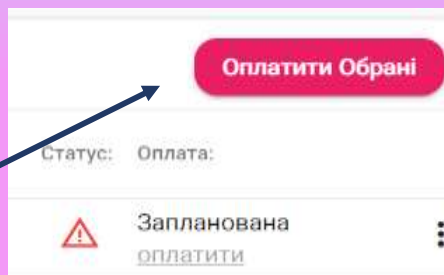 Оплатити Обрані
Статус: Оплата:
Запланована
оплатити